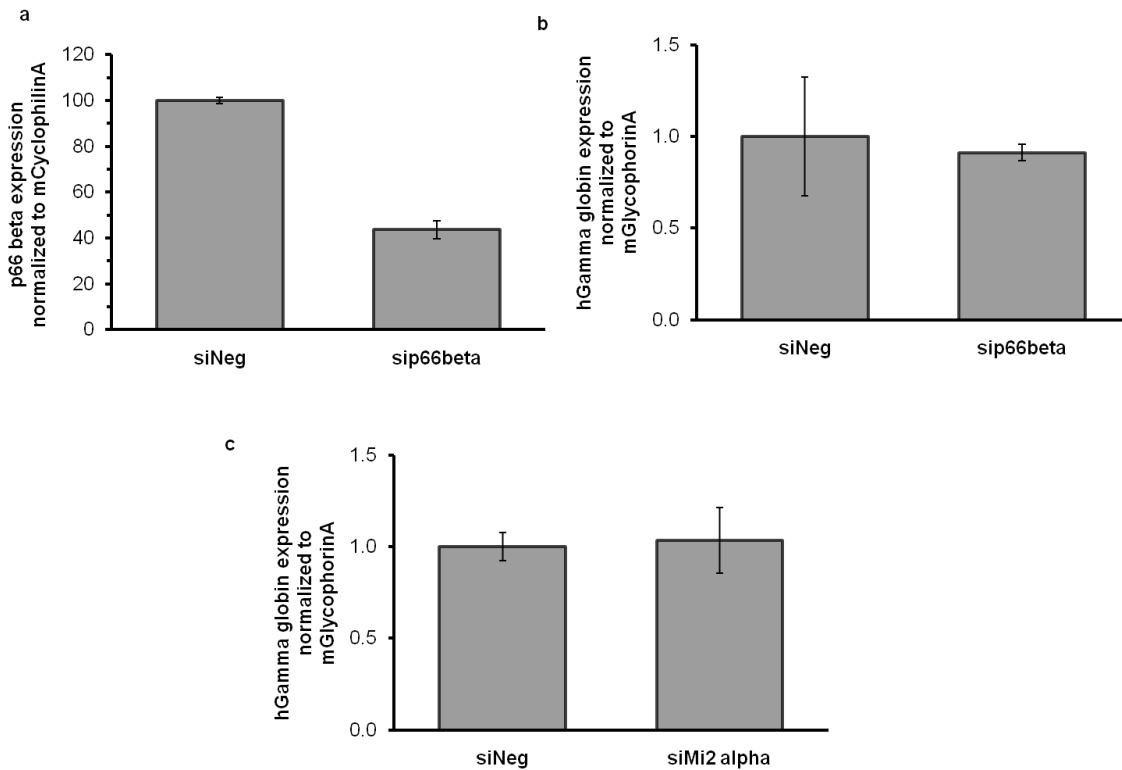 a
p66 beta expression
normalized to mCyclophilinA
120
100
80
60
40
20
0
siNeg
sip66beta
b
hGamma globin expression
normalized to
mGlycophorinA
1.5
1.0
0.5
0.0
siNeg
sip66beta
c
hGamma globin expression
normalized to
mGlycophorinA
1.5
1.0
0.5
0.0
siNeg
siMi2 alpha